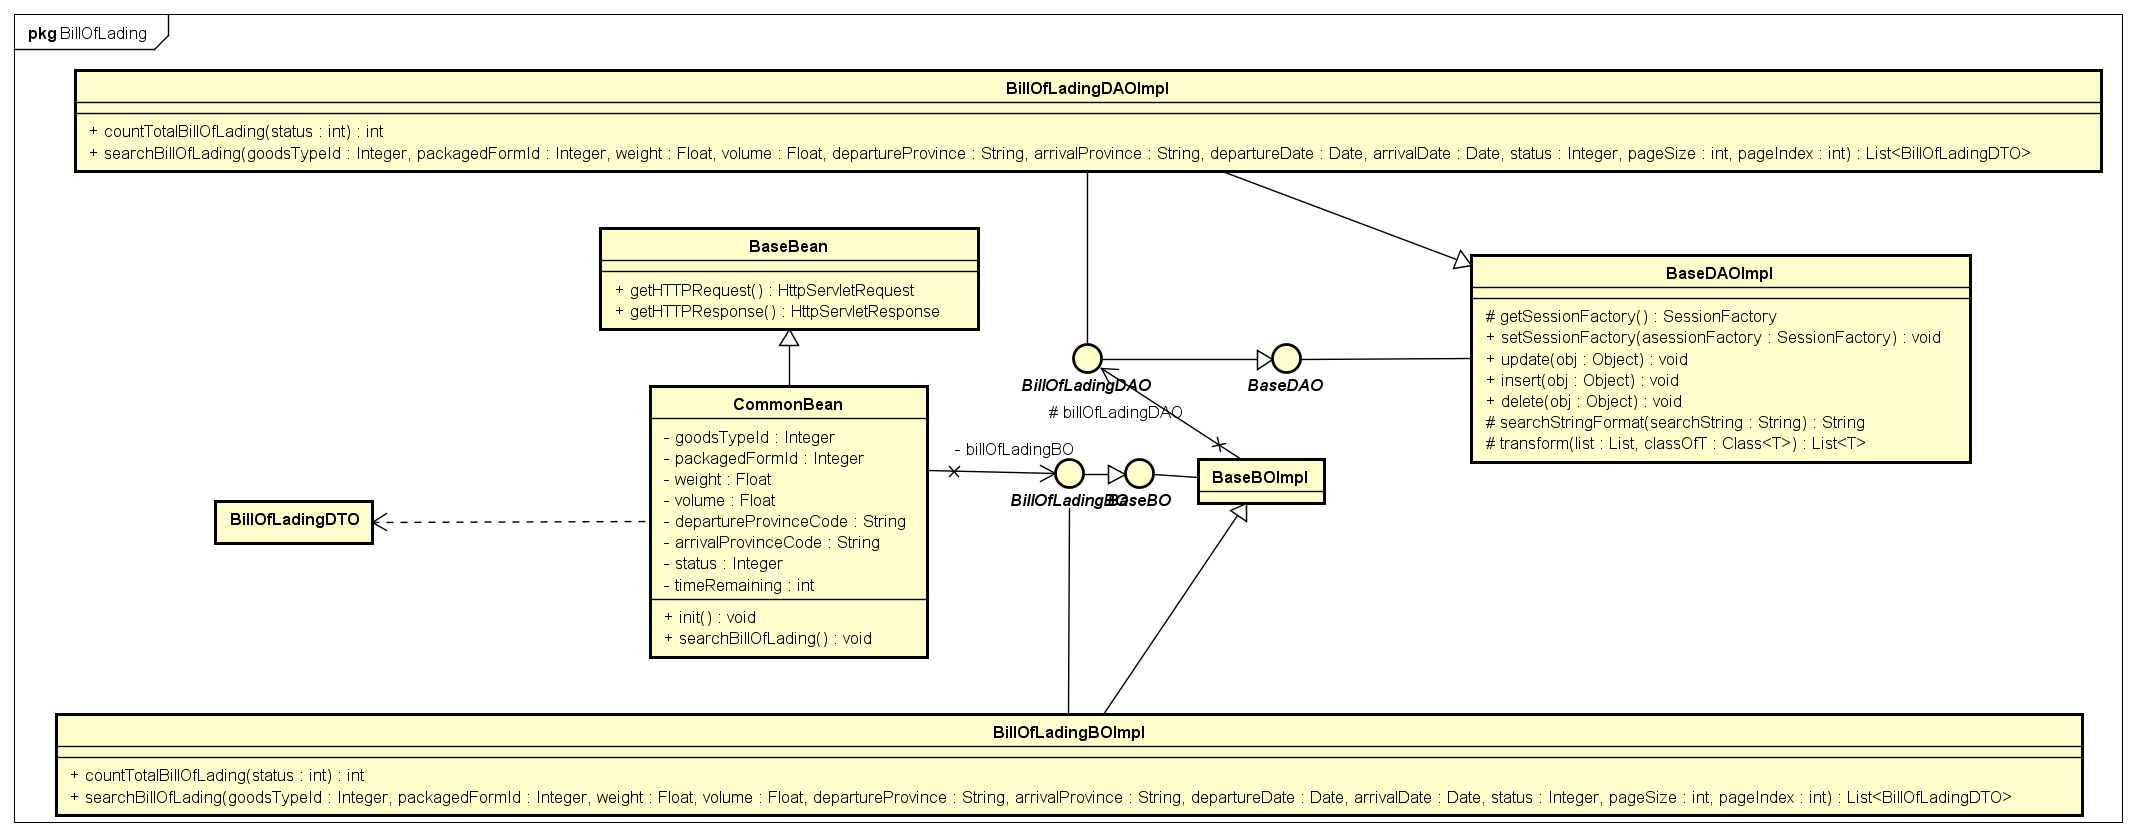 pkg BillOfLading
BillOfLadingDAOImpl
+ countTotalBillOfLading(status : int) : int
+ searchBillOfLading(goodsTypeId : Integer, packagedFormId : Integer, weight : Float, volume : Float, departureProvince : String, arrivalProvince : String, departureDate : Date, arrivalDate : Date, status : Integer, pageSize : int, pageIndex : int) : List<BillOfLadingDTO>
BaseBean
+ getHTTPRequest() : HttpServletRequest
+ getHTTPResponse() : HttpServletResponse
BaseDAOImpl
# getSessionFactory() : SessionFactory
+ setSessionFactory(asessionFactory : SessionFactory) : void
+ update(obj : Object) : void
+ insert(obj : Object) : void
+ delete(obj : Object) : void
# searchStringFormat(searchString : String) : String
# transform(list : List, classOfT : Class<T>) : List<T>
BillOfLadingDAO
BaseDAO
# billOfLadingDAO
CommonBean
- goodsTypeId : Integer
- packagedFormId : Integer
- weight : Float
- volume : Float
- departureProvinceCode : String
- arrivalProvinceCode : String
- status : Integer
- timeRemaining : int
+ init() : void
+ searchBillOfLading() : void
- billOfLadingBO
BillOfLadingBO
BaseBO
BaseBOImpl
BillOfLadingDTO
BillOfLadingBOImpl
+ countTotalBillOfLading(status : int) : int
+ searchBillOfLading(goodsTypeId : Integer, packagedFormId : Integer, weight : Float, volume : Float, departureProvince : String, arrivalProvince : String, departureDate : Date, arrivalDate : Date, status : Integer, pageSize : int, pageIndex : int) : List<BillOfLadingDTO>